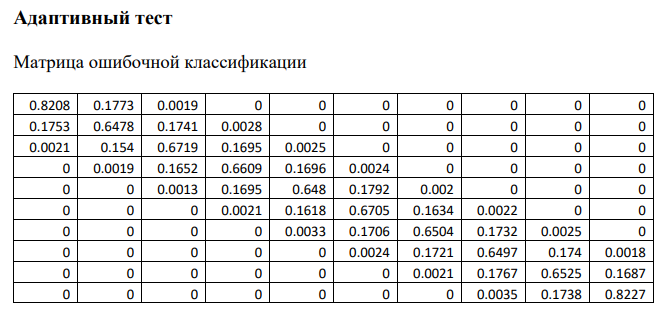 Адаптивный тест
Матрица ошибочной классификации
0.8208 0.1773 0.0019 0 0 0 0 0 0 0
0.1753 0.6478 0.1741 0.0028 0 0 0 0 0 0
0.0021 0.154 0.6719 0.1695 0.0025 0 0 0 0 0
0 0.0019 0.1652 0.6609 0.1696 0.0024 0 0 0 0
0 0 0.0013 0.1695 0.648 0.1792 0.002 0 0 0
0 0 0 0.0021 0.1618 0.6705 0.1634 0.0022 0 0
0 0 0 0 0.0033 0.1706 0.6504 0.1732 0.0025 0
0 0 0 0 0 0.0024 0.1721 0.6497 0.174 0.0018
0 0 0 0 0 0 0.0021 0.1767 0.6525 0.1687
0 0 0 0 0 0 0 0.0035 0.1738 0.8227